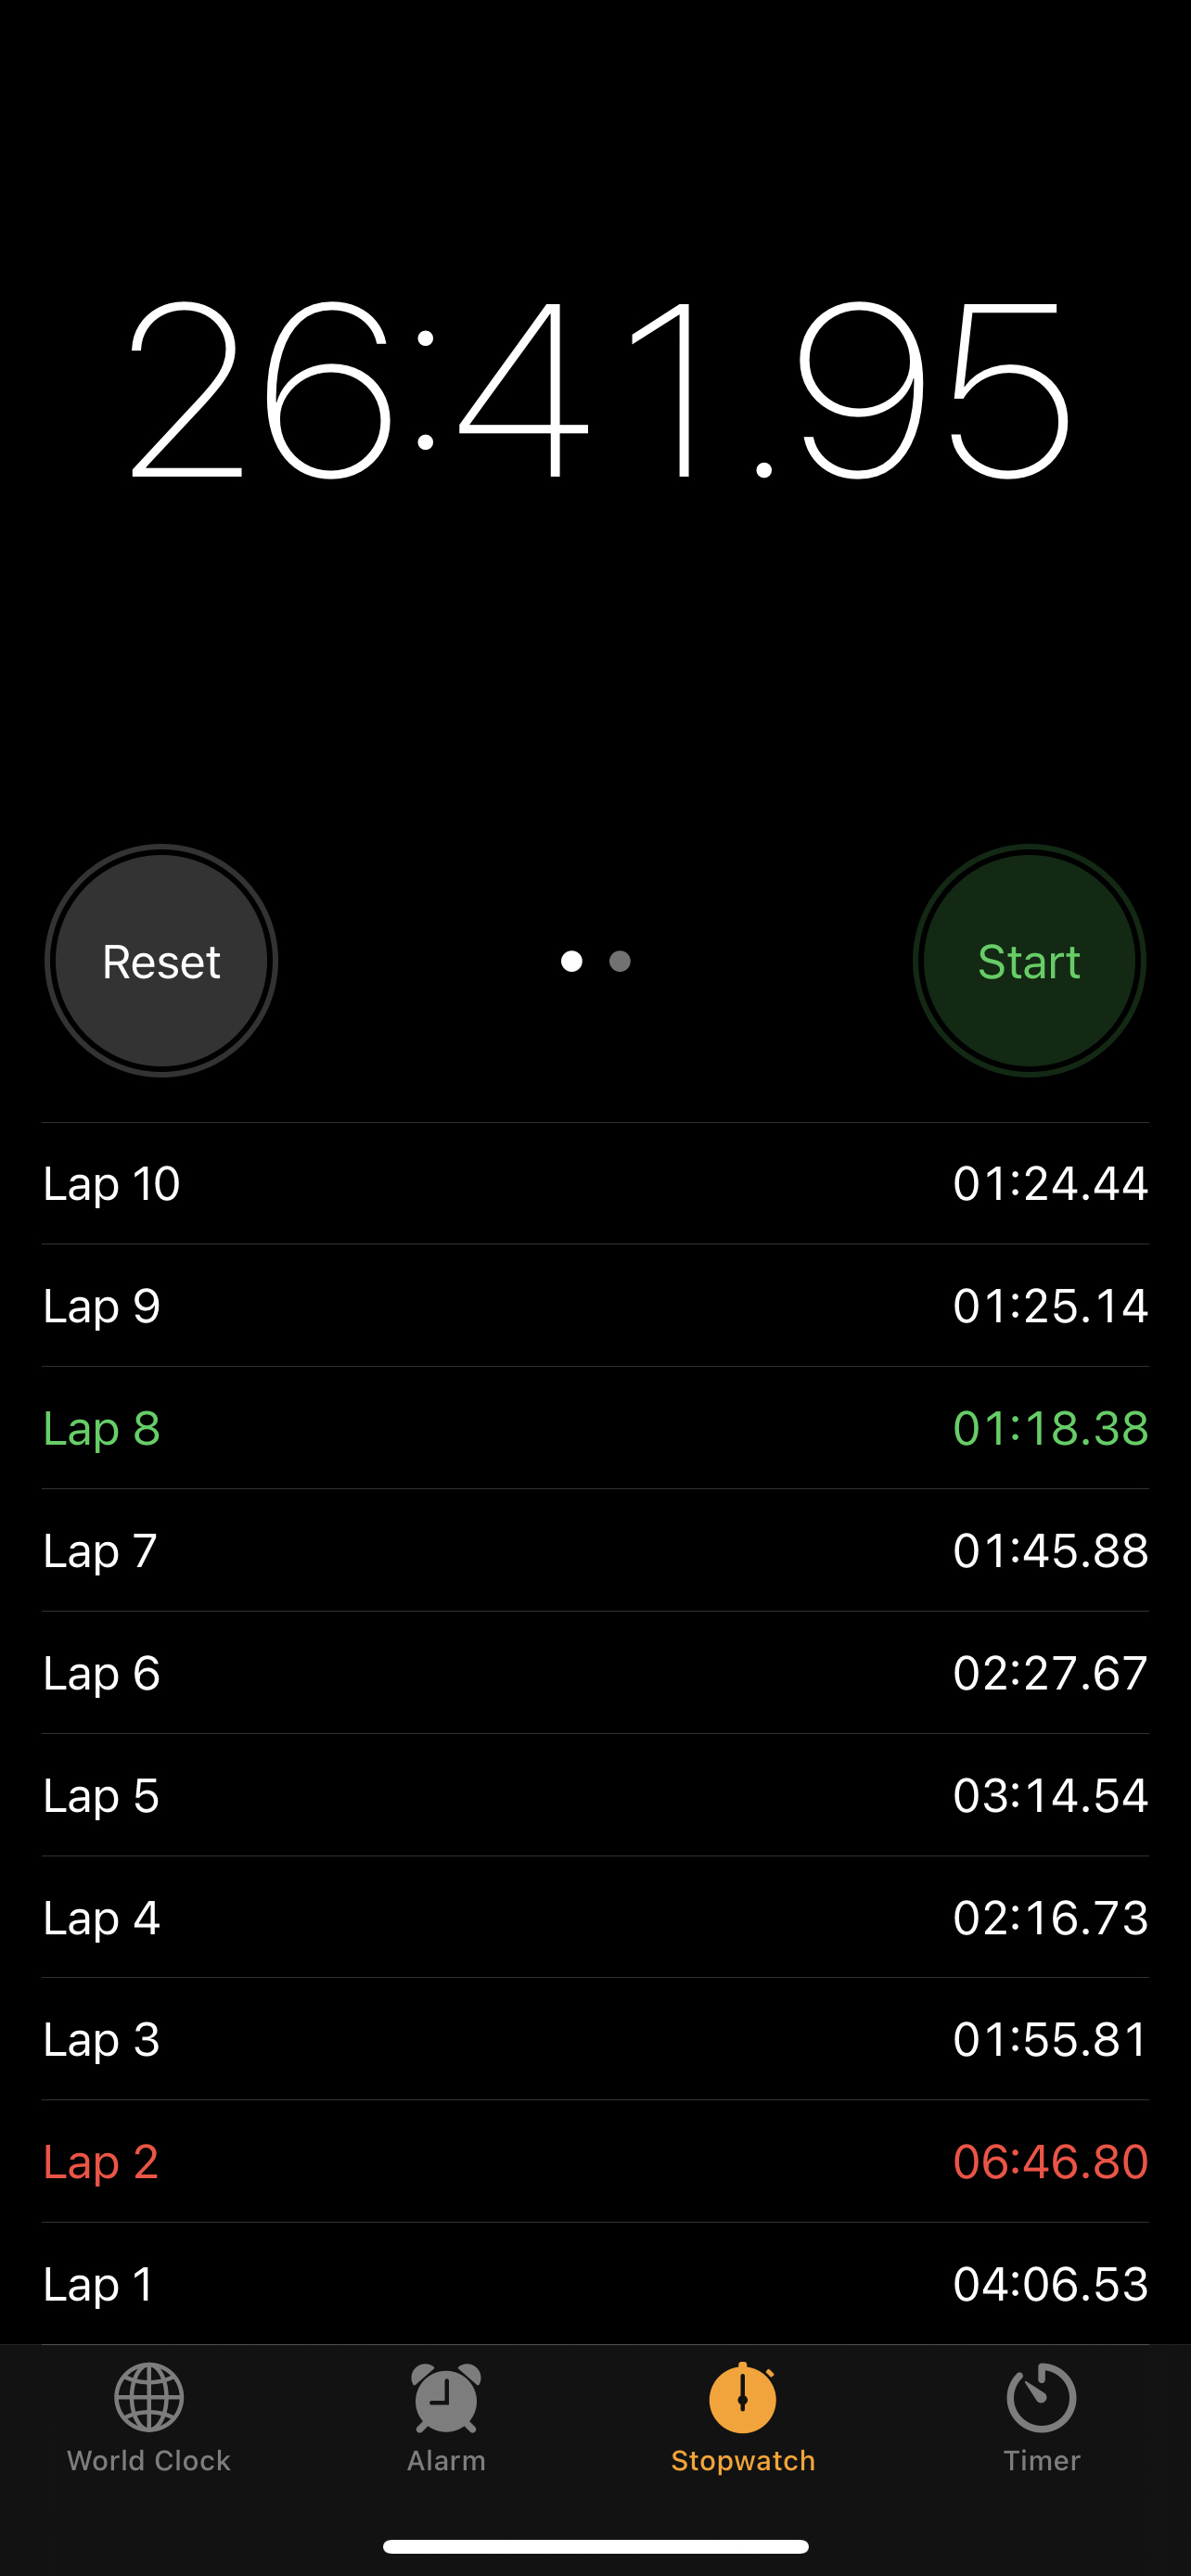 26:41.95
Reset Start
Lap 10 01:24.44
Lap 9 01:25.14
Lap 8 01:18.38
Lap 7 01:45.88
Lap 6 02:27.67
Lap 5 03:14.54
Lap 4 02:16.73
Lap 3 01:55.81
Lap 2 06:46.80
Lap 1 04:06.53
World Clock Alarm Stopwatch Timer